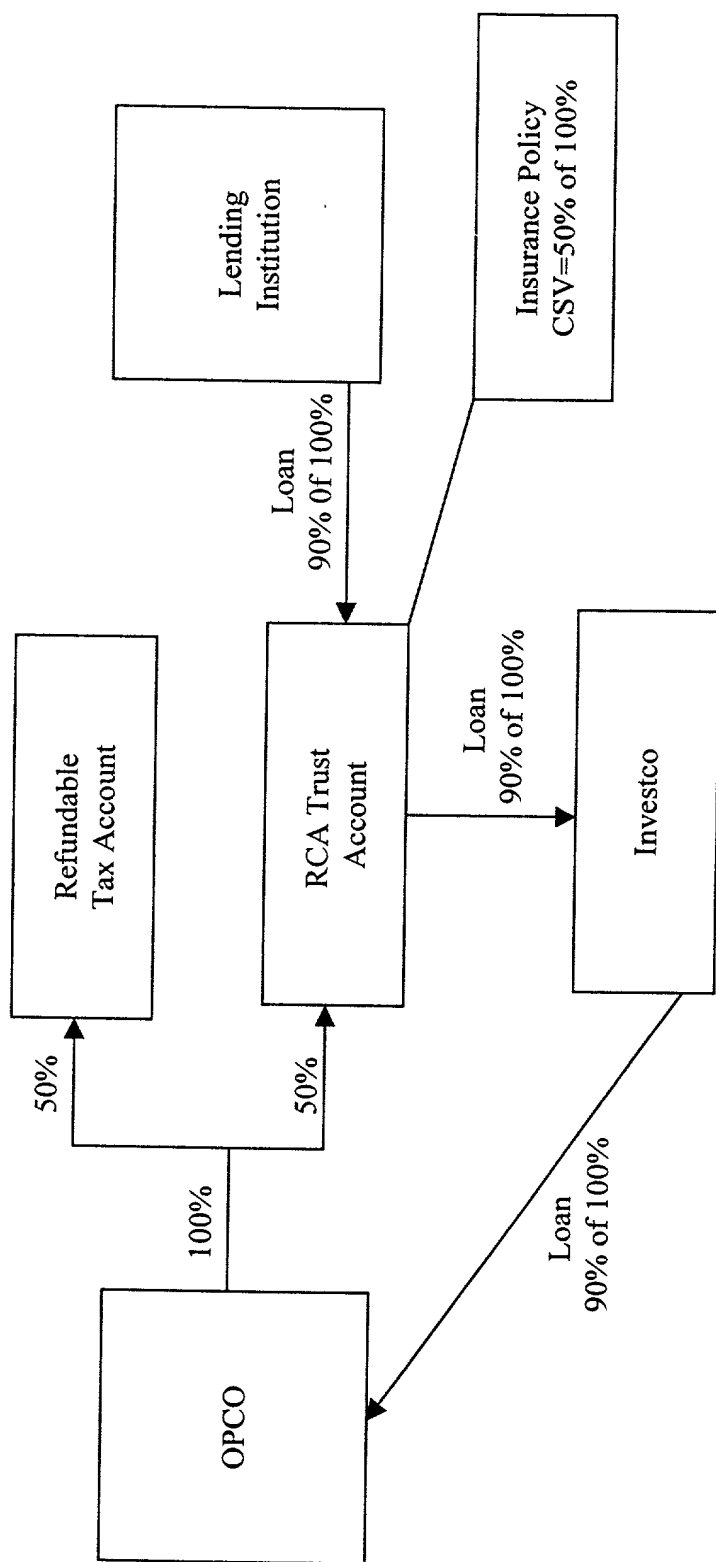 Refundable
Tax Account
Lending
Institution
50%
Loan
90% 0f 100%
100%
50%
OPCO
RCA Trust
Account
Insurance Policy
CSV=50% of 100%
Loan
90% of 100%
Loan
90% of 100%
Investco